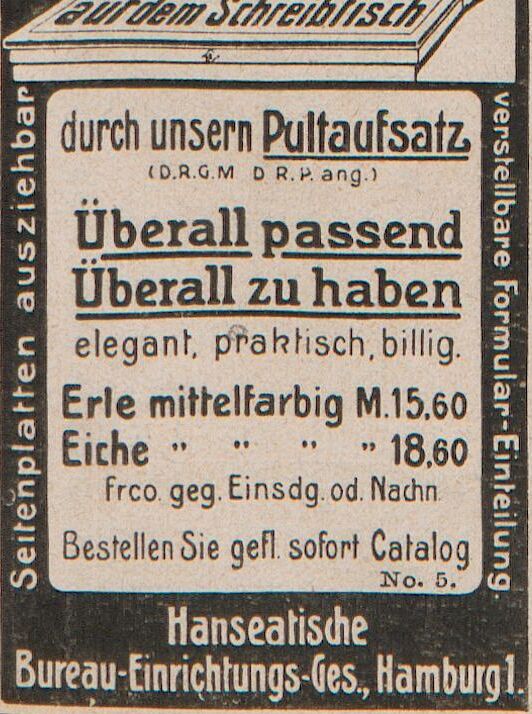 auf dem Schreibtisch
durch unsern Pultaufsatz
(D.R.G.M D R.P. ang.)
Überall passend
Überall zu haben
elegant, praktisch, billig.
Erle mittelfarbig M.15,60
Eiche " " " " 18,60
frco. geg. Einsdg. od. Nachn
Bestellen Sie gefl. sofort Catalog
No. 5.
Seitenplatten ausziehbar
verstellbare Formular-Einteilung.
Hanseatische
Bureau-Einrichtungs-Ges., Hamburg 1.